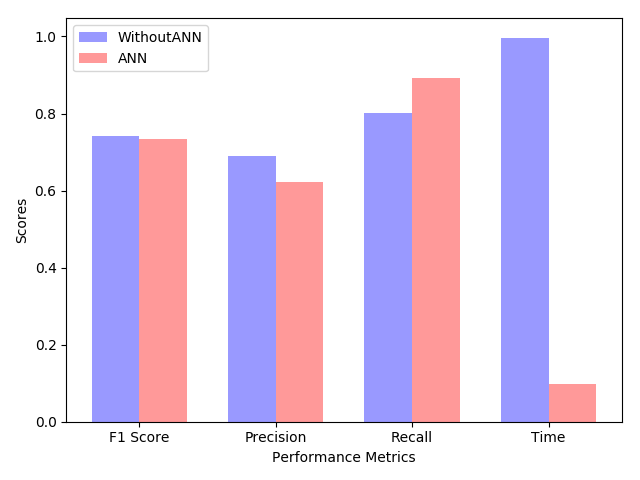 WithoutANN
ANN
1.0
0.8
0.6
0.4
0.2
0.0
Scores
F1 Score Precision Recall Time
Performance Metrics